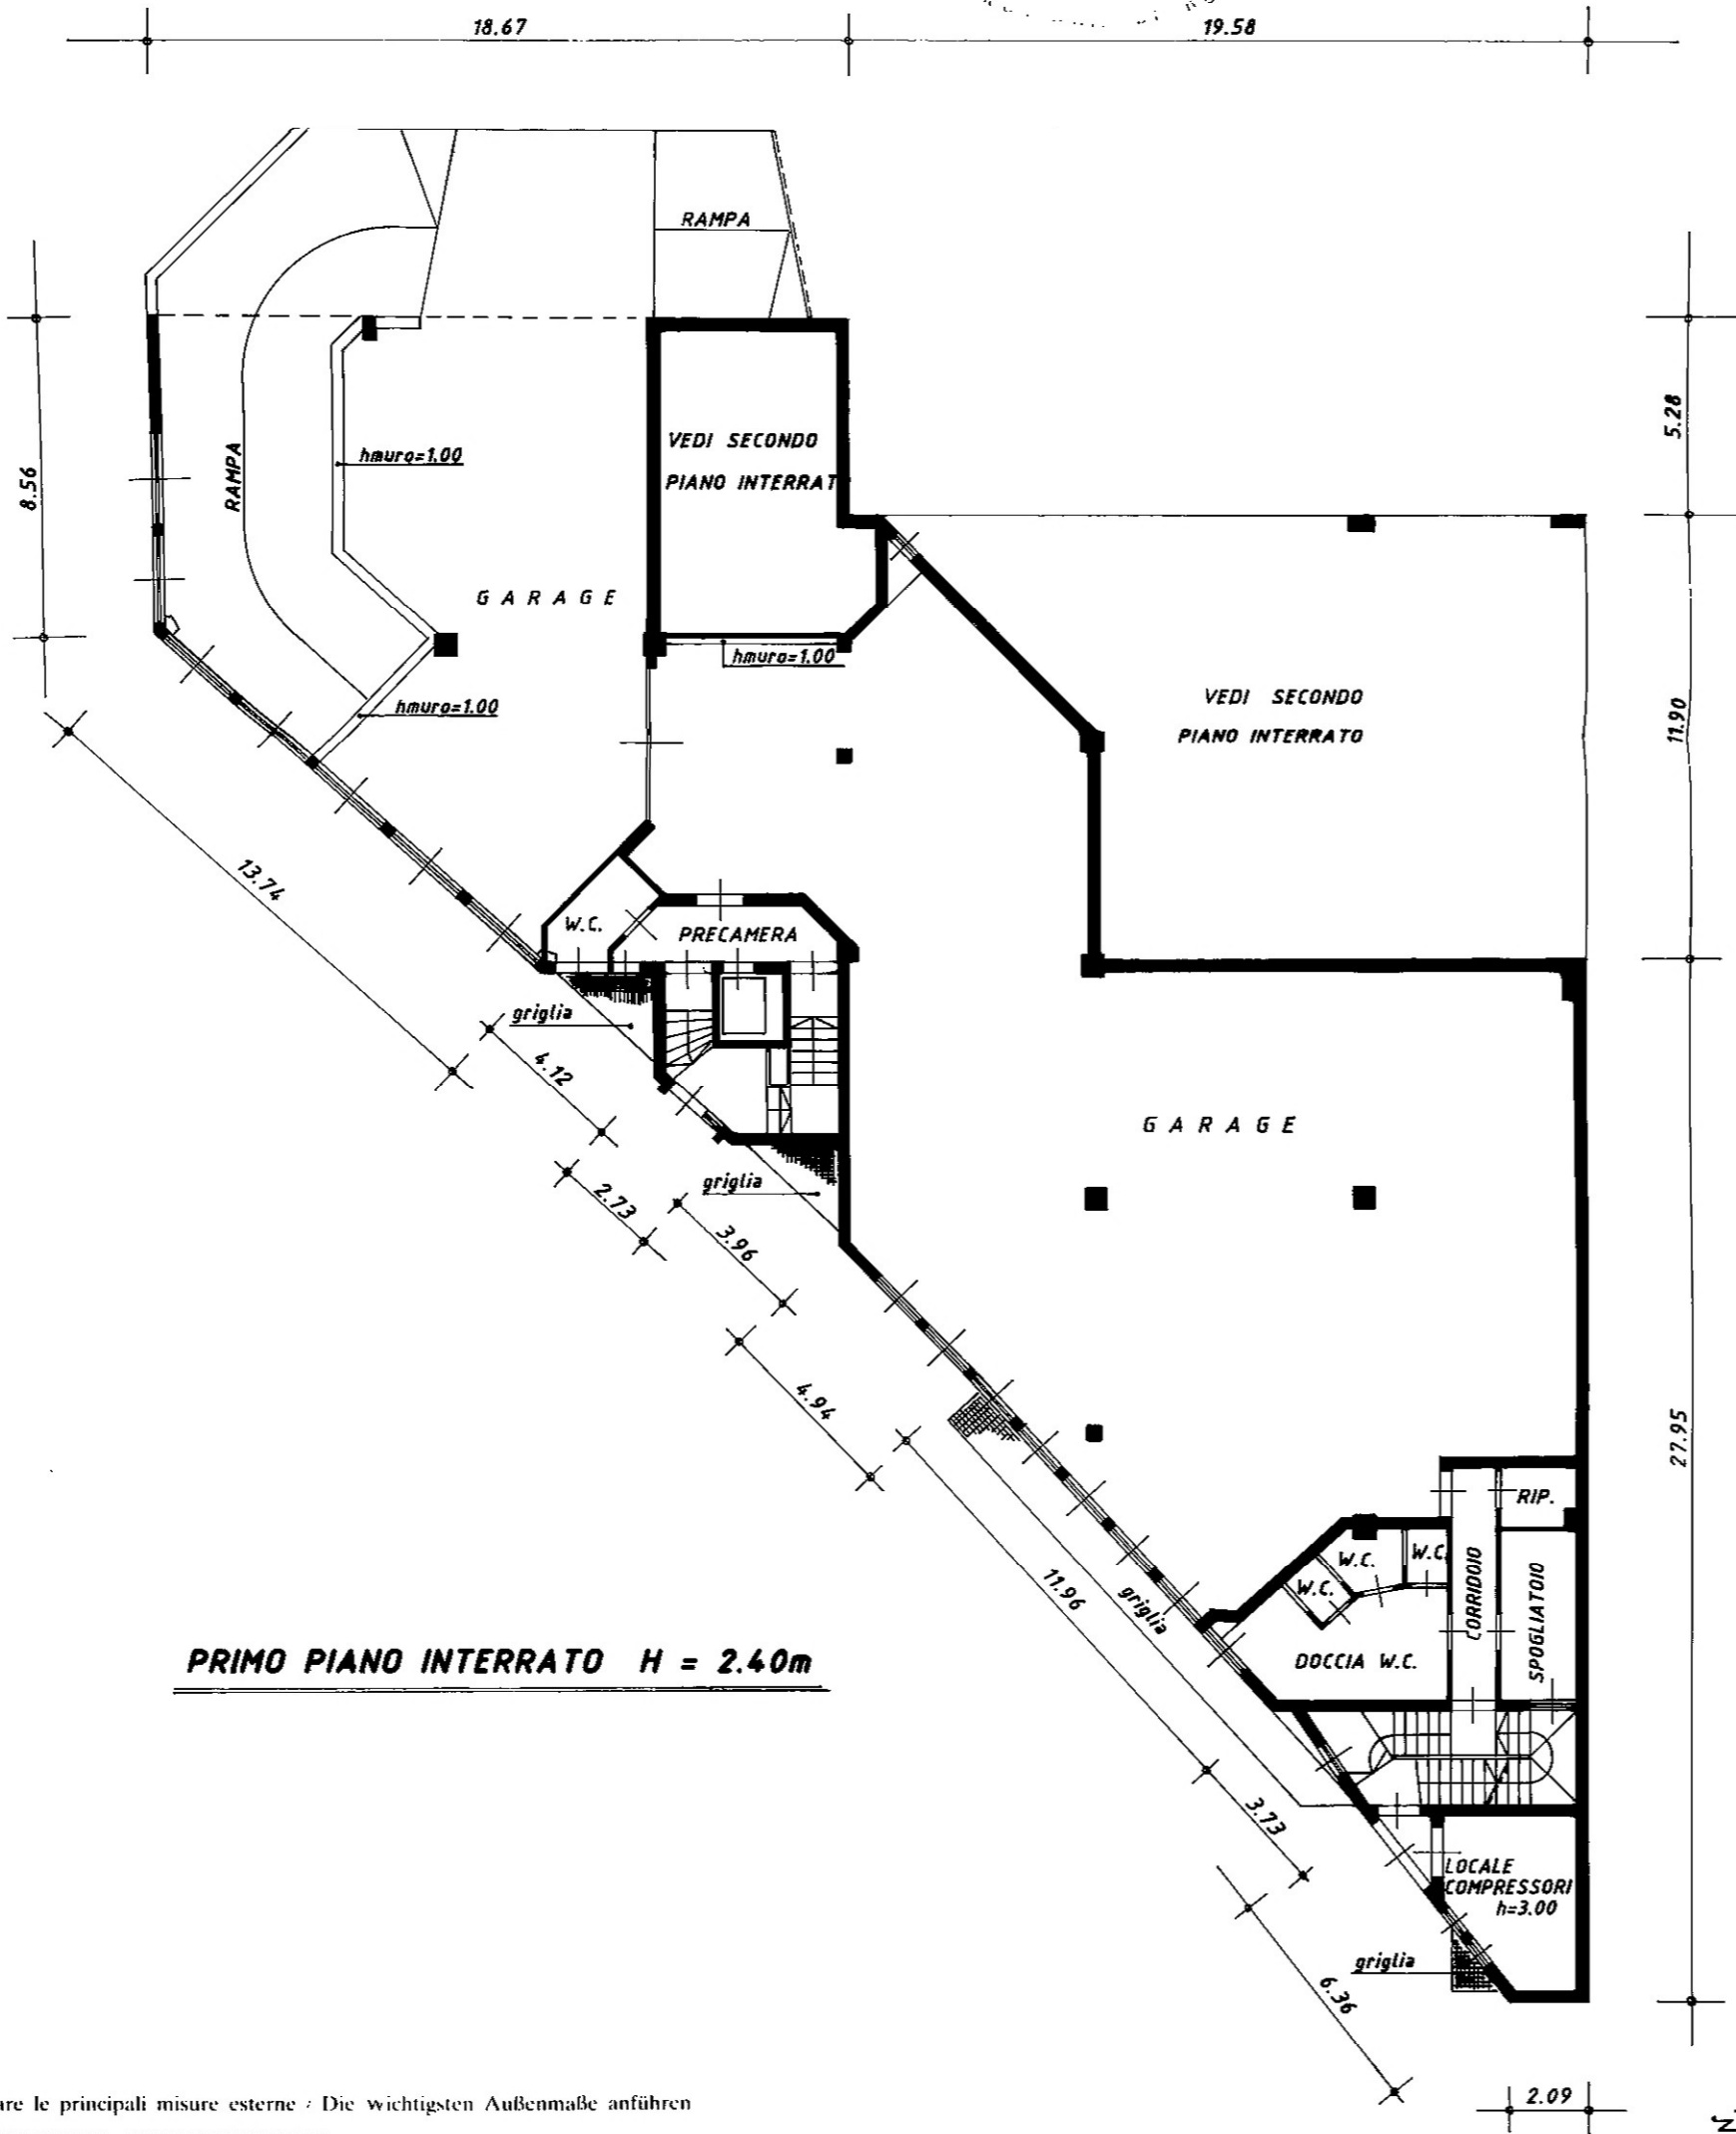 18.67
19.58
RAMPA
5.28
8.56
RAMPA
hmuro=1.00
VEDI SECONDO
PIANO INTERRAT
GARAGE
hmuro=1.00
hmuro=1.00
VEDI SECONDO
PIANO INTERRATO
11.90
13.74
W.C.
PRECAMERA
griglia
4.12
GARAGE
griglia
2.73
3.96
4.94
27.95
RIP.
W.C.
W.C.
W.C.
CORRIDOIO
SPOGLIATOIO
11.96
griglia
DOCCIA W.C.
PRIMO PIANO INTERRATO H = 2.40m
3.73
LOCALE
COMPRESSORI
h=3.00
griglia
6.36
re le principali misure esterne / Die wichtigsten Außenmaße anführen
2.09